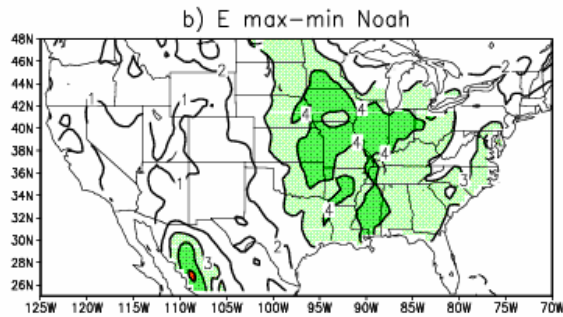 b) E max-min Noah
48N
46N
44N
42N
40N
38N
36N
34N
32N
30N
28N
26N
2
2
1
1
1
4
4
4
4
4
3
3
2
125W 120W 115W 110W 105W 100W 95W 90W 85W 80W 75W 70W